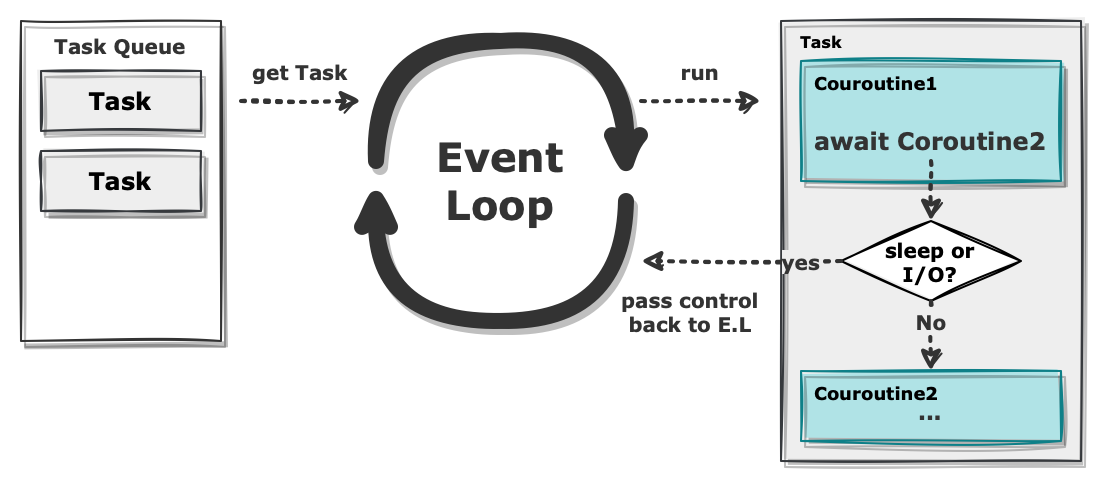 Task Queue
Task
Task
get Task
Event
Loop
run
pass control
back to E.L
Task
Couroutine1
await Coroutine2
sleep or
I/O?
yes
No
Couroutine2
...